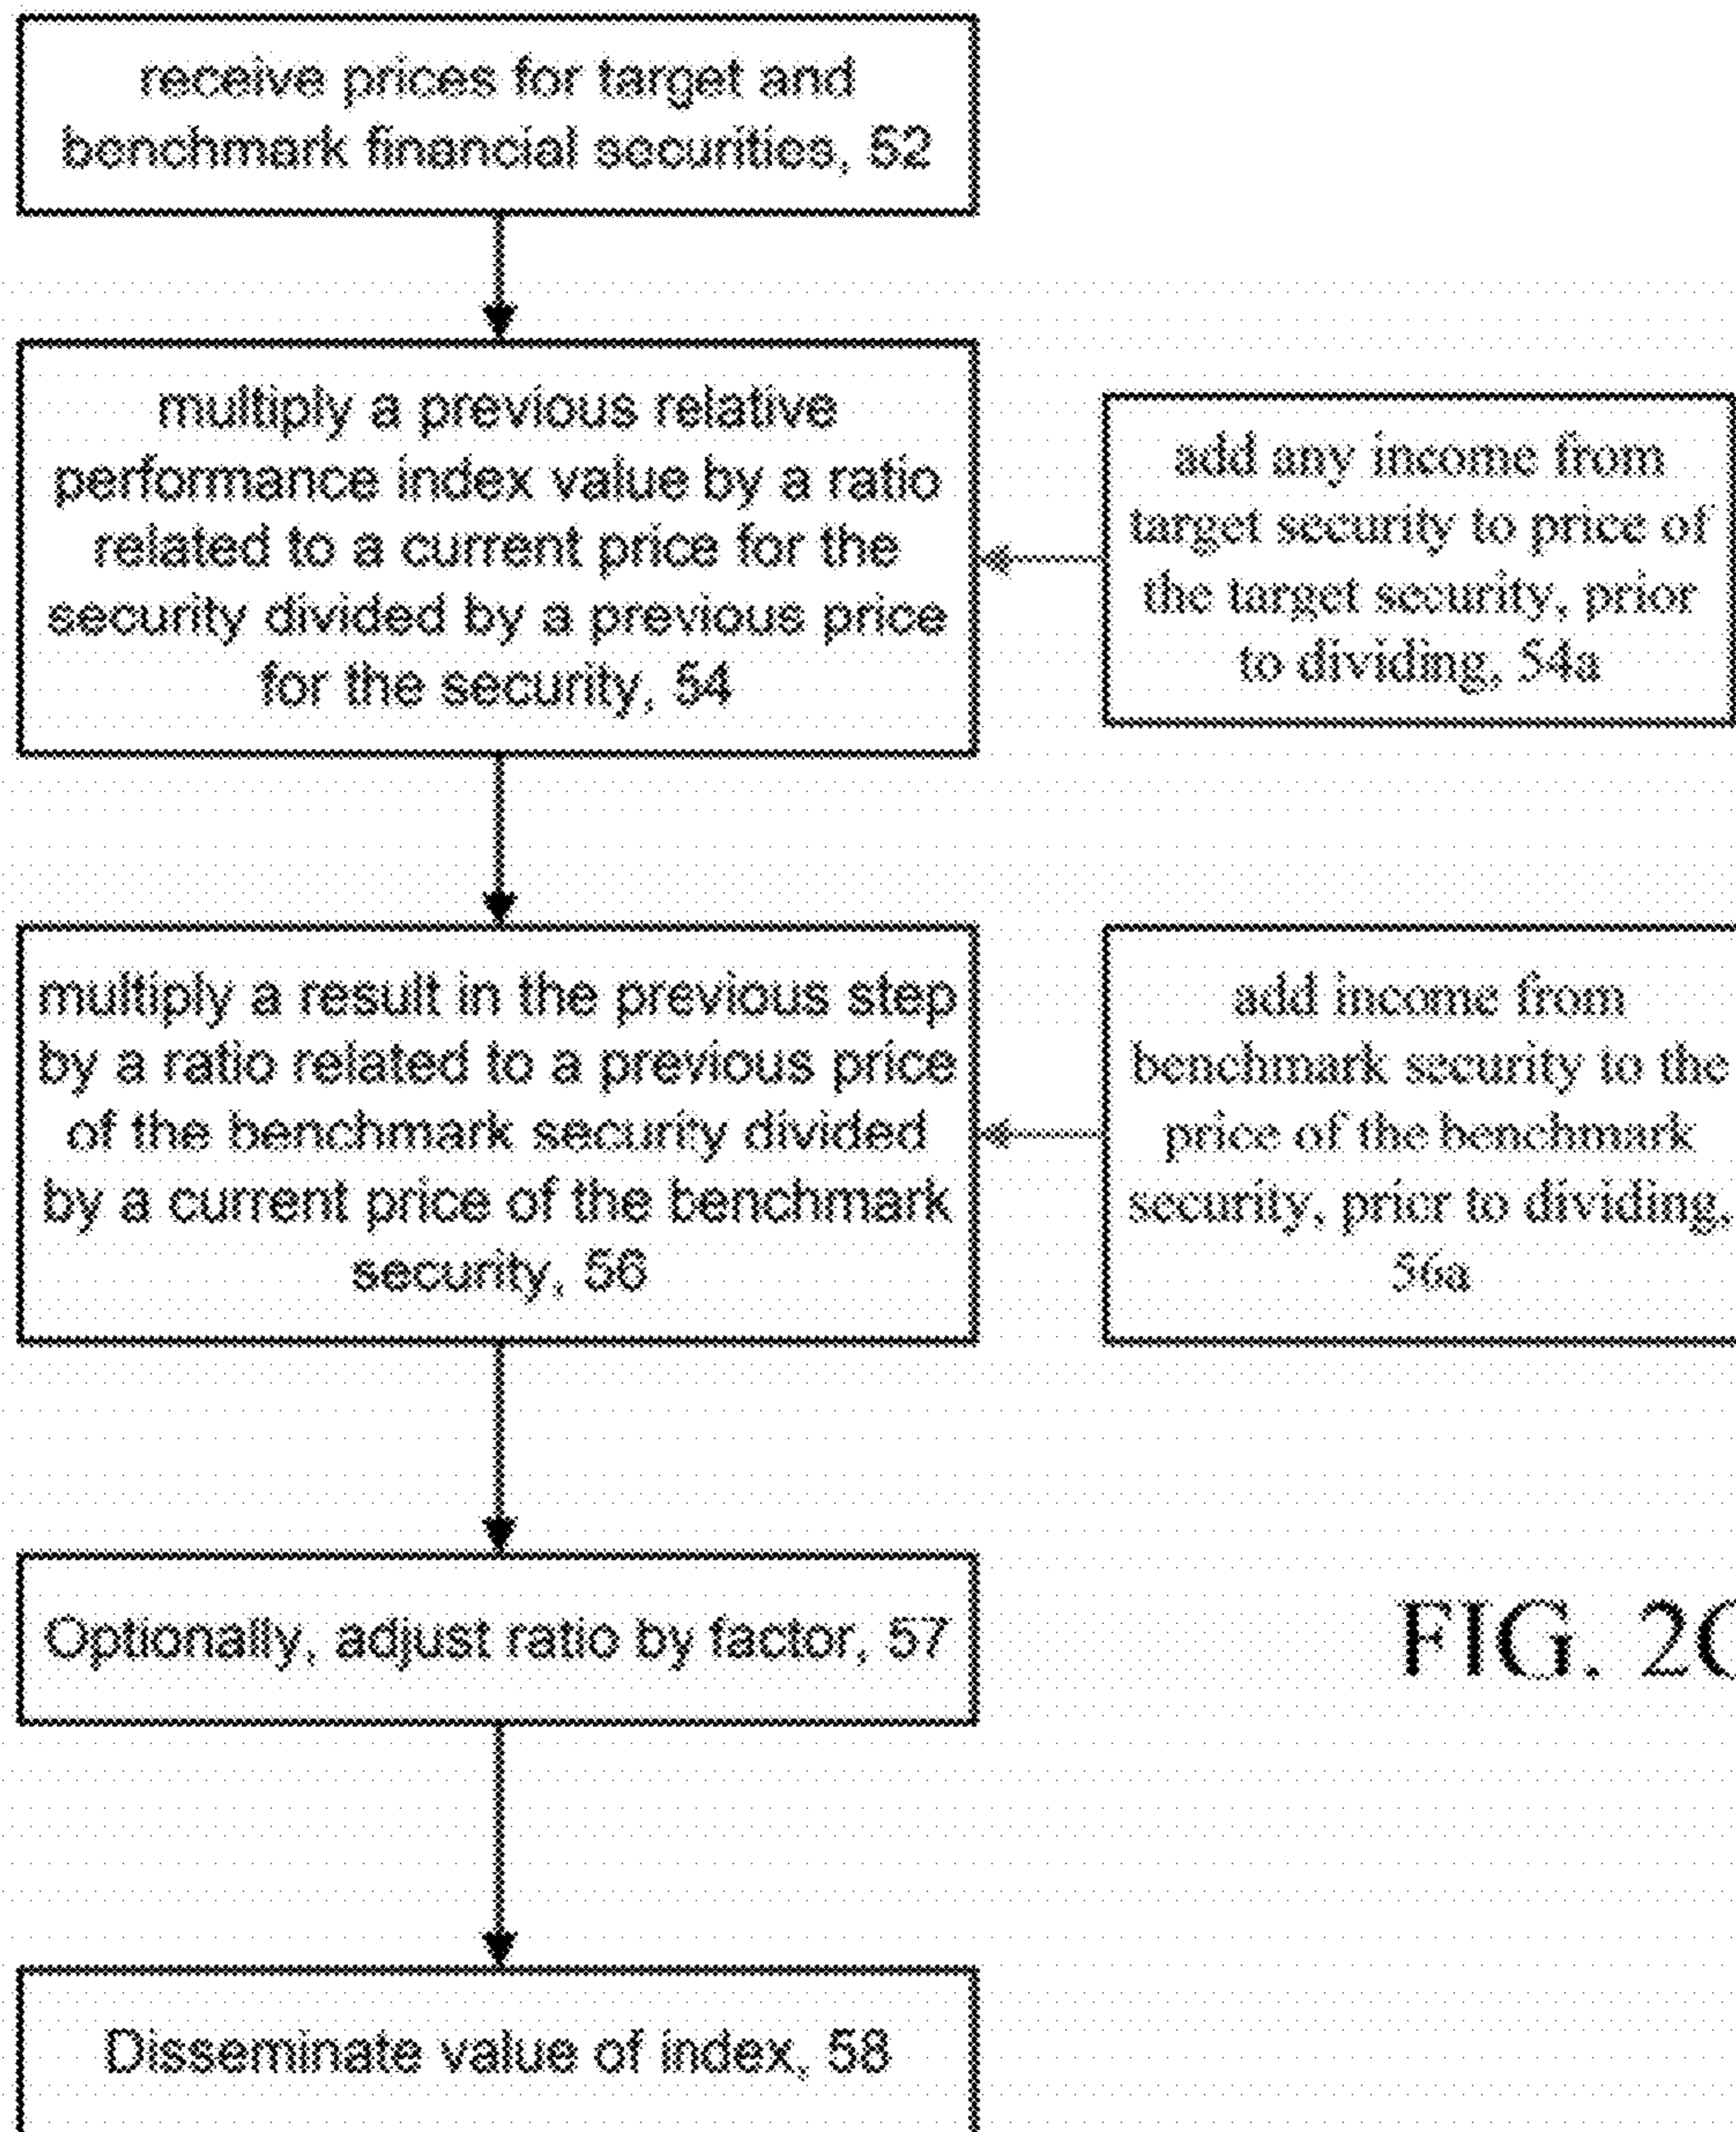 receive prices for target and
benchmark financial securities, 52
multiply a previous relative
performance index value by a ratio
related to a current price for the
security divided by a previous price
for the security, 54
add any income from
target security to price of
the target security, prior
to dividing, 54a
multiply a result in the previous step
by a ratio related to a previous price
of the benchmark security divided
by a current price of the benchmark
security, 56
add income from
benchmark security to the
price of the benchmark
security, prior to dividing,
56a
Optionally, adjust ratio by factor, 57
FIG.
Disseminate value of index, 58